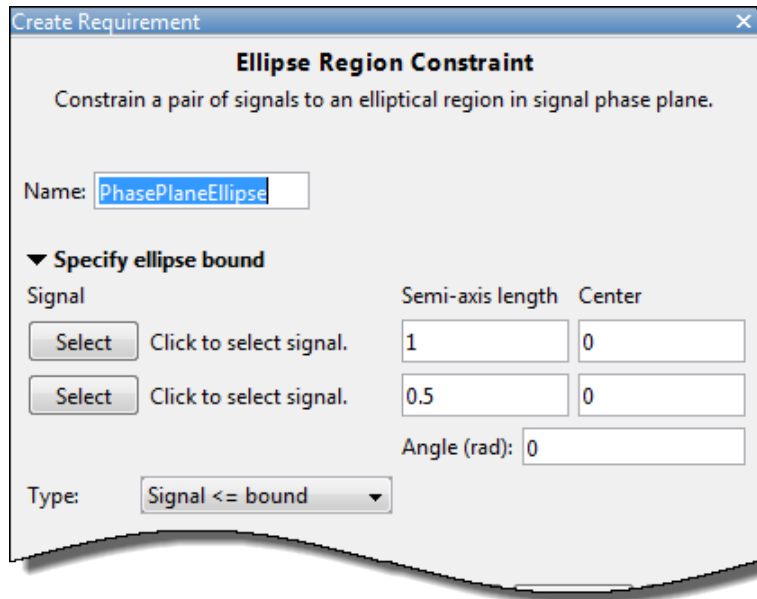 Create Requirement
Ellipse Region Constraint
Constrain a pair of signals to an elliptical region in signal phase plane.
Name: PhasePlaneEllipse
Specify ellipse bound
Signal Semi-axis length Center
Select Click to select signal. 1 0
Select Click to select signal. 0.5 0
Angle (rad): 0
Type: Signal <= bound